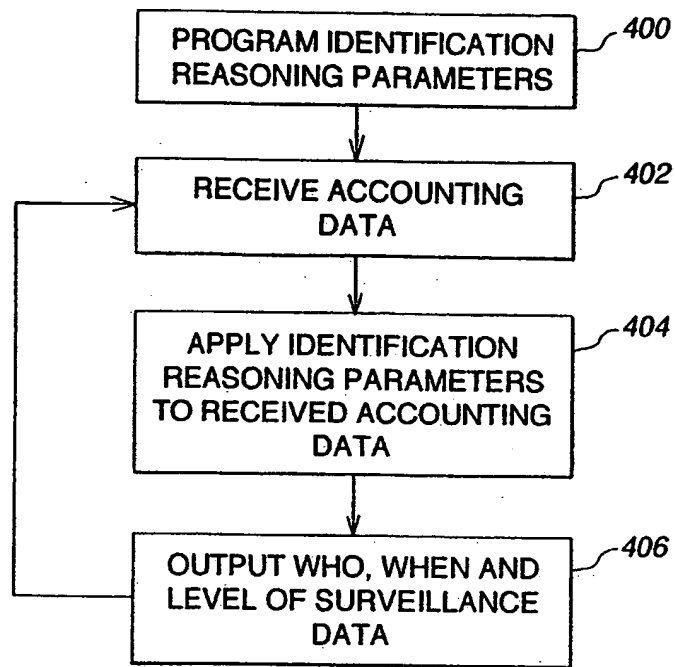 PROGRAM IDENTIFICATION
REASONING PARAMETERS
400
RECEIVE ACCOUNTING
DATA
402
APPLY IDENTIFICATION
REASONING PARAMETERS
TO RECEIVED ACCOUNTING
DATA
404
OUTPUT WHO, WHEN AND
LEVEL OF SURVEILLANCE
DATA
406